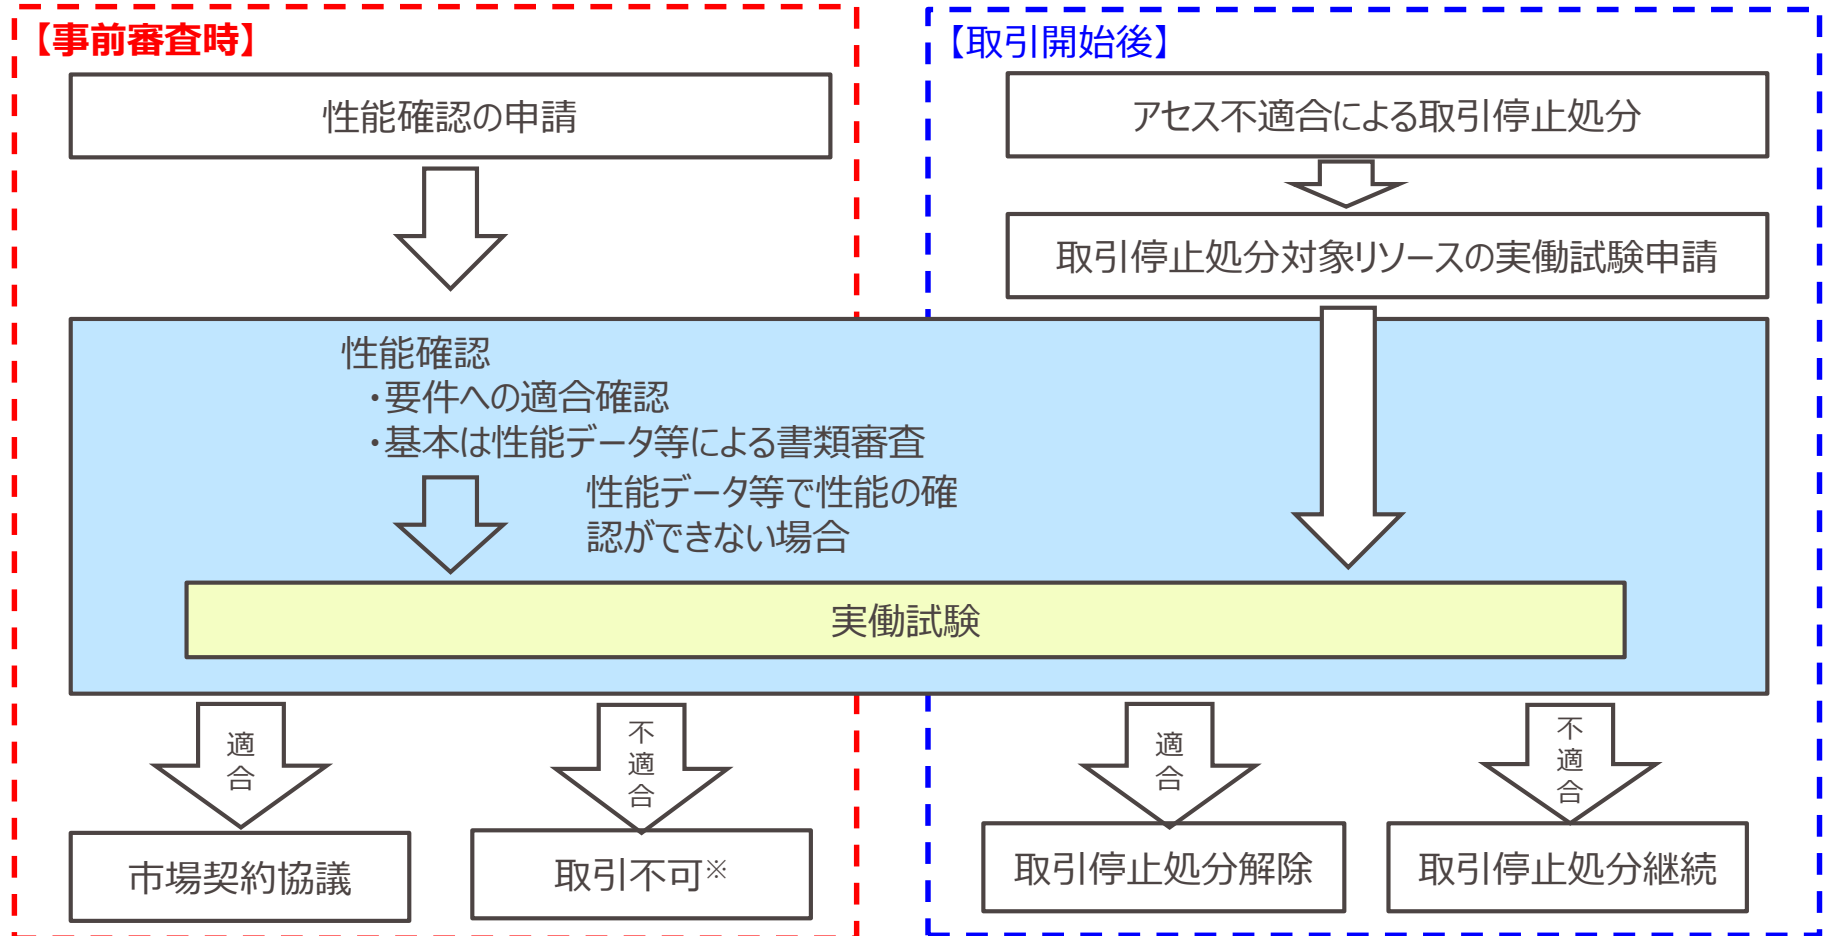 【事前審査時】
性能確認の申請
【取引開始後】
アセス不適合による取引停止処分
取引停止処分対象リソースの実働試験申請
性能確認
・要件への適合確認
・基本は性能データ等による書類審査
性能データ等で性能の確
認ができない場合
実働試験
適合
不適合
適合
不適合
市場契約協議
取引不可※
取引停止処分解除
取引停止処分継続